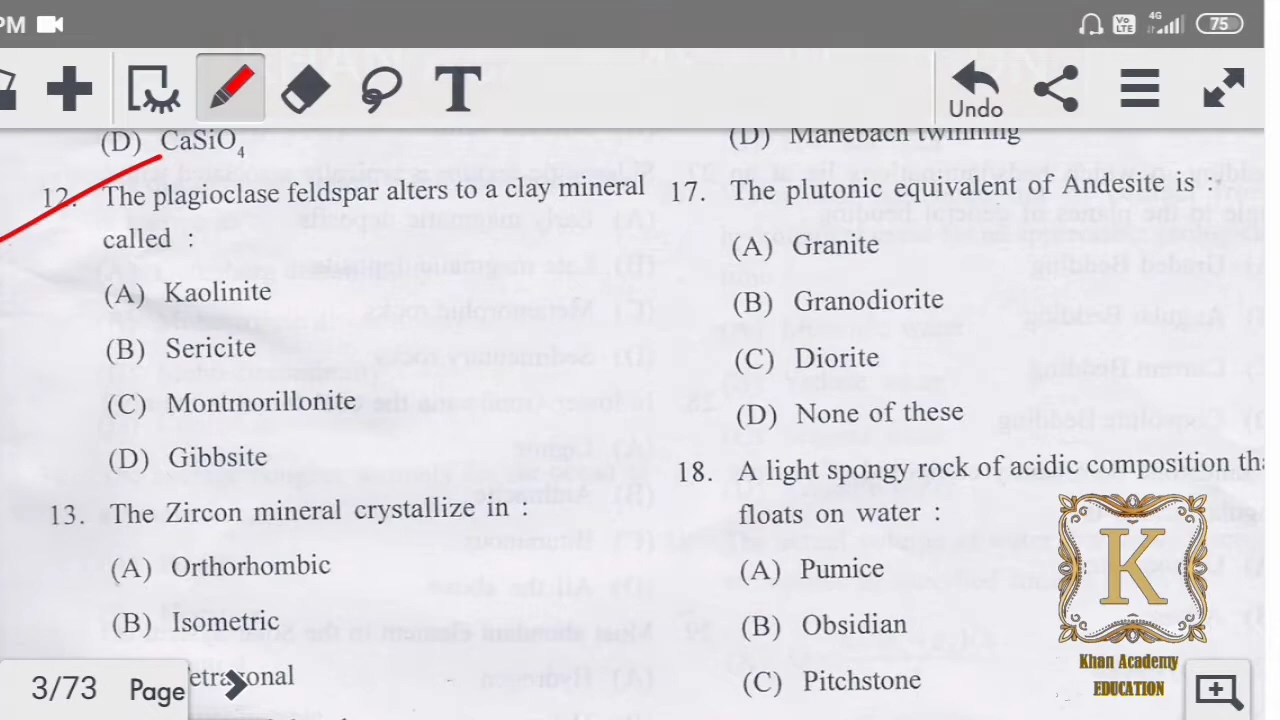 PM
Vo
LTE
4G
75
T
Undo
(D) CaSiO₄
12. The plagioclase feldspar alters to a clay mineral
called :
(A) Kaolinite
(B) Sericite
(C) Montmorillonite
(D) Gibbsite
13. The Zircon mineral crystallize in :
(A) Orthorhombic
(B) Isometric
etragonal
3/73 Page
(D) Manebach twinning
17. The plutonic equivalent of Andesite is :
(A) Granite
(B) Granodiorite
(C) Diorite
(D) None of these
18. A light spongy rock of acidic composition tha
floats on water :
(A) Pumice
(B) Obsidian
(C) Pitchstone
K
Khan Academy
EDUCATION